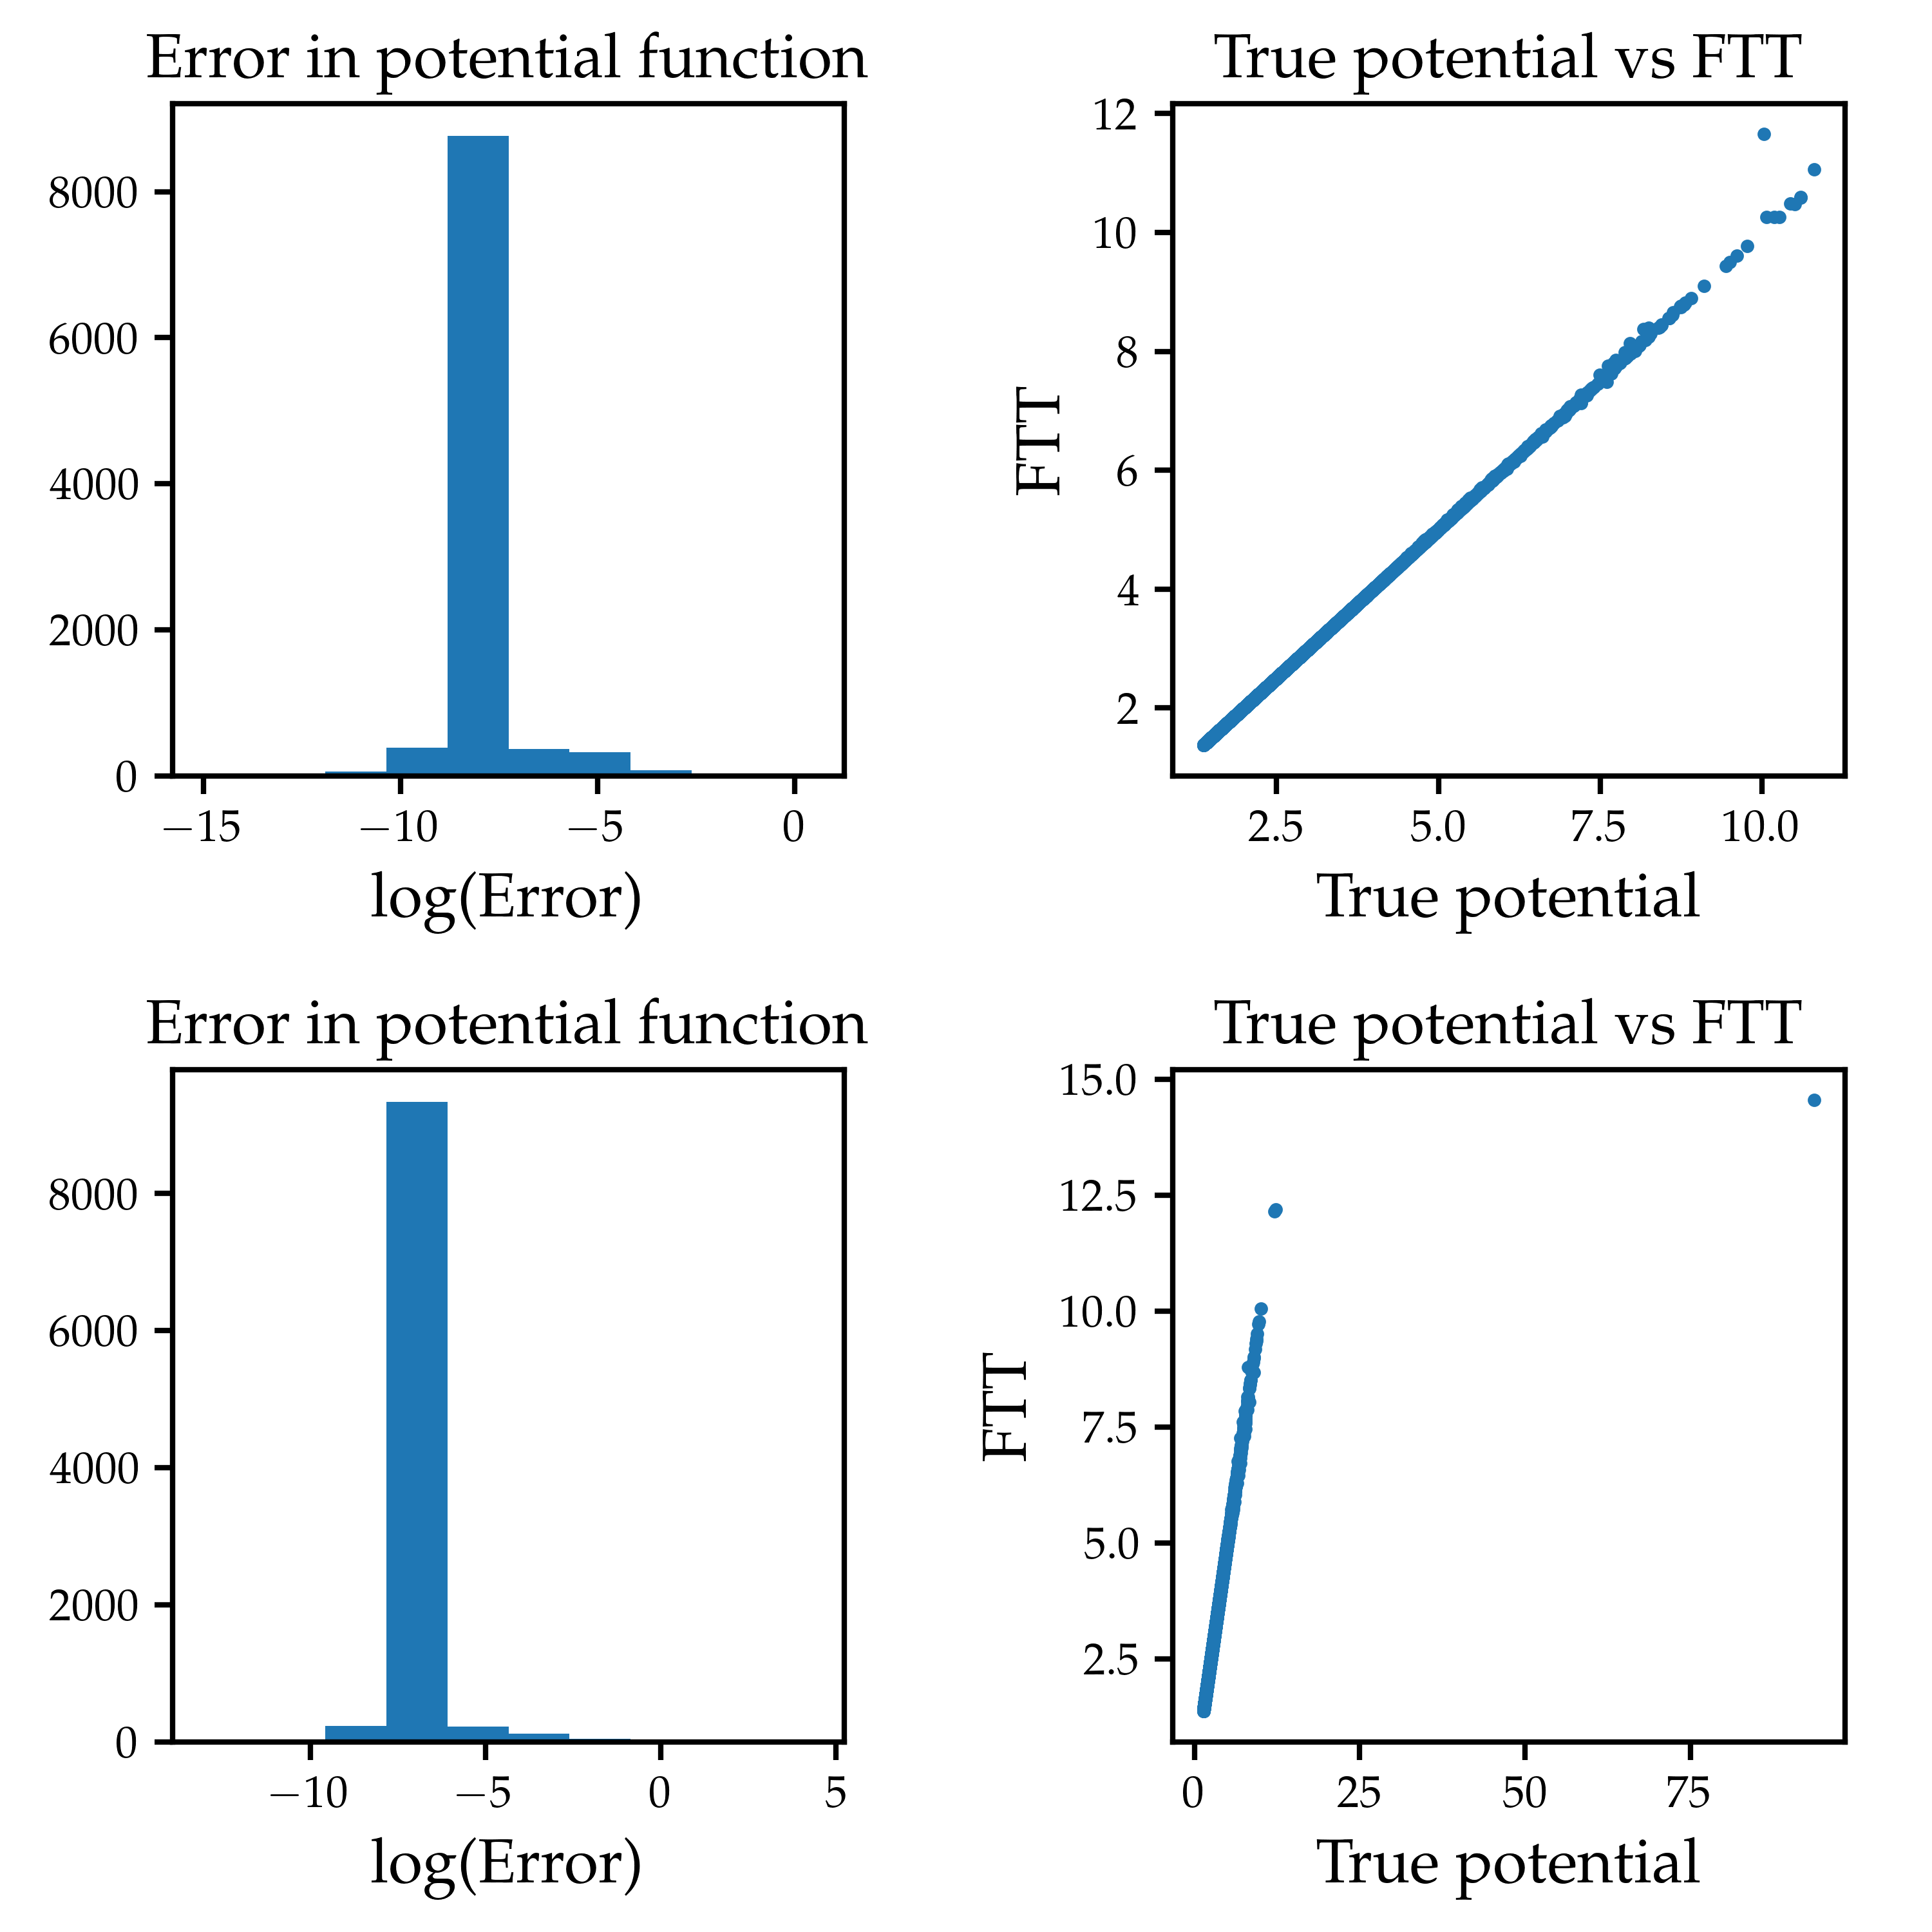 Error in potential function
8000
6000
4000
2000
0
−15 −10 −5 0
log(Error)
True potential vs FTT
12
10
8
6
4
2
FTT
2.5 5.0 7.5 10.0
True potential
Error in potential function
8000
6000
4000
2000
0
−10 −5 0 5
log(Error)
True potential vs FTT
15.0
12.5
10.0
7.5
5.0
2.5
FTT
0 25 50 75
True potential